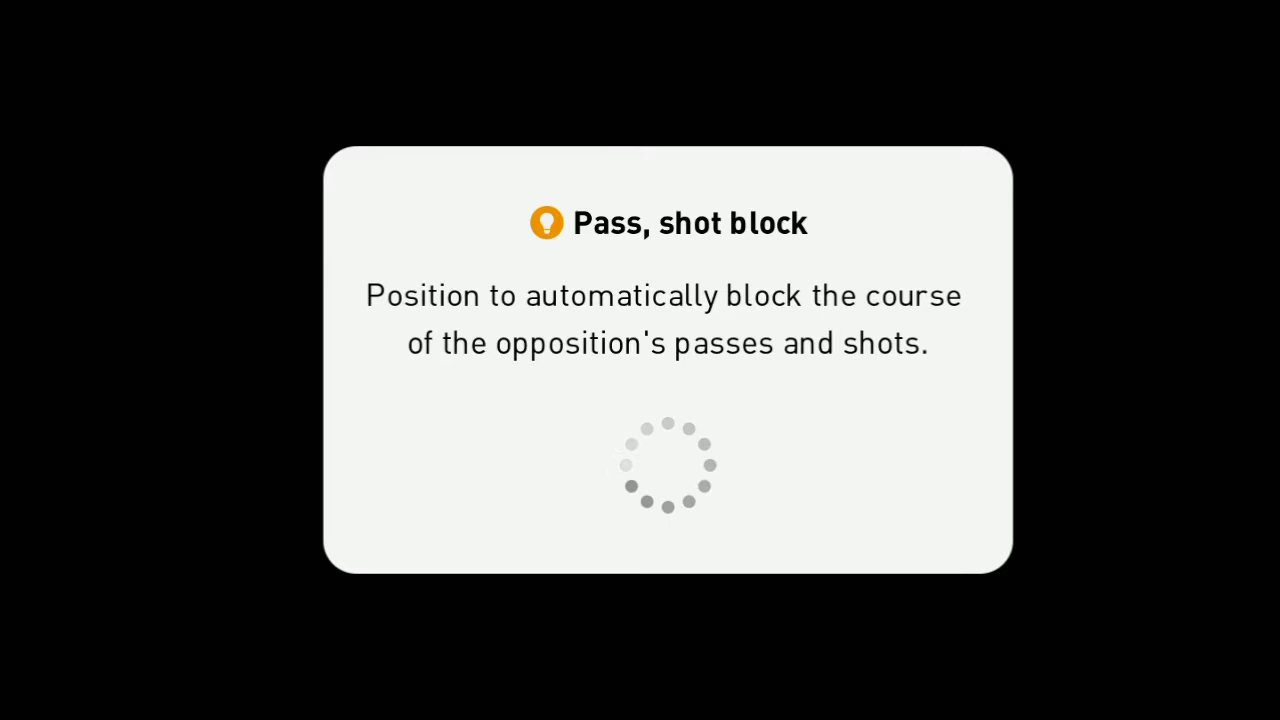 Pass, shot block
Position to automatically block the course
of the opposition's passes and shots.